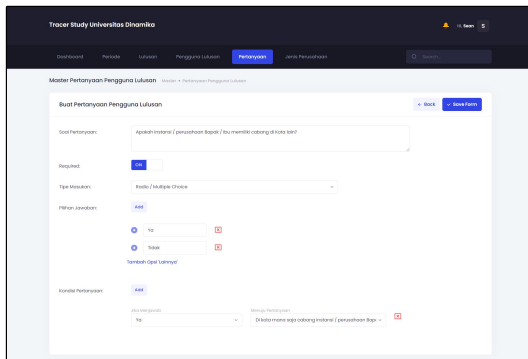 Tracer Study Universitas Dinamika
Hi, Sean S
Dashboard Periode Lulusan Pengguna Lulusan Pertanyaan Jenis Perusahaan Search...
Master Pertanyaan Pengguna Lulusan Master • Pertanyaan Pengguna Lulusan
Buat Pertanyaan Pengguna Lulusan
Back Save Form
Soal Pertanyaan: Apakah Instansi / perusahaan Bapak / Ibu memiliki cabang di Kota lain?
Required: ON
Tipe Masukan: Radio / Multiple Choice
Pilihan Jawaban: Add
Ya
Tidak
Tambah Opsi 'Lainnya'
Kondisi Pertanyaan: Add
Jika Menjawab Menuju Pertanyaan
Ya Di kota mana saja cabang Instansi / perusahaan Bapa